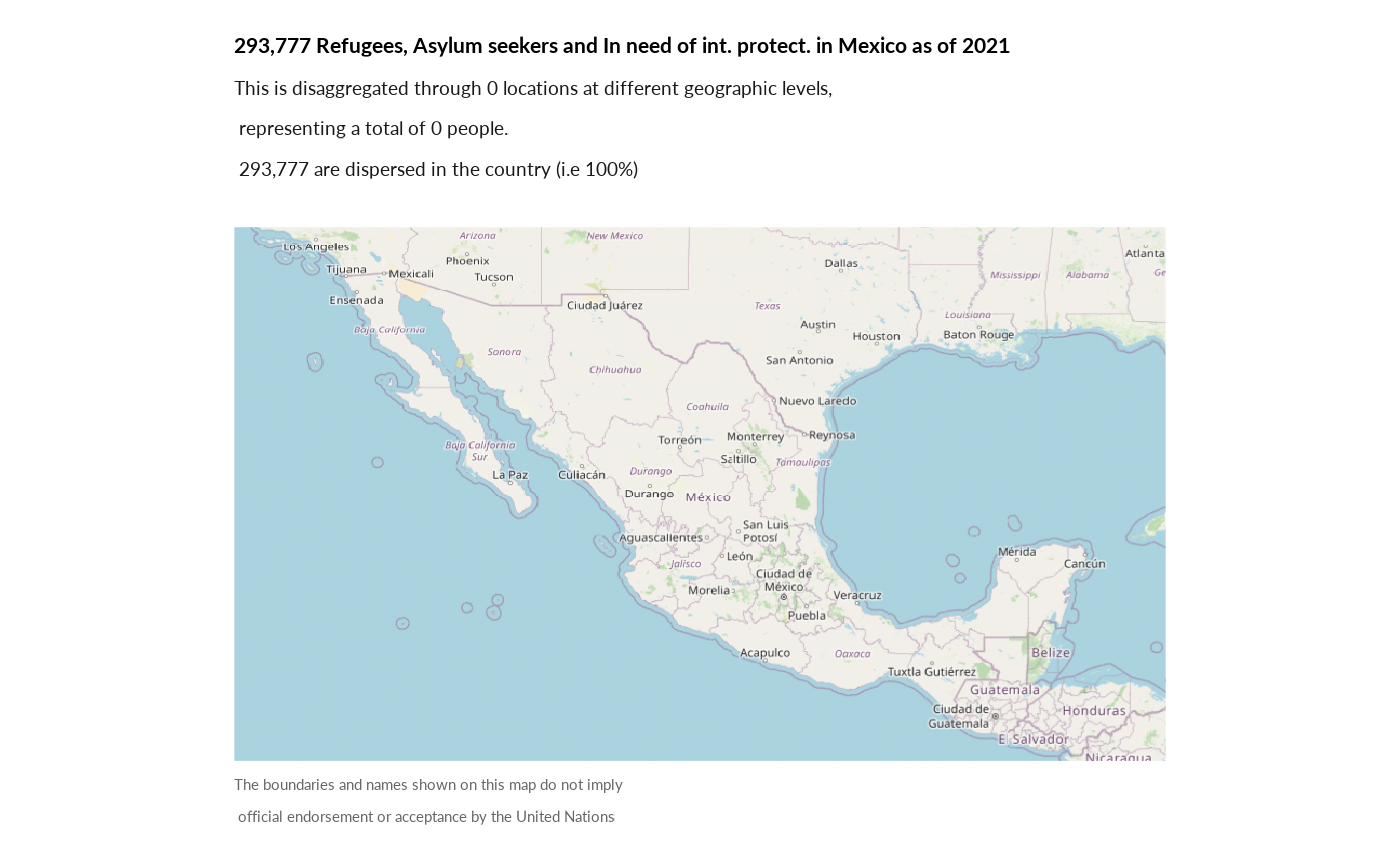 293,777 Refugees, Asylum seekers and In need of int. protect. in Mexico as of 2021
This is disaggregated through 0 locations at different geographic levels,
representing a total of 0 people.
293,777 are dispersed in the country (i.e 100%)
Arizona
New Mexico
Los Angeles
Atlanta
Phoenix
Dallas
Tijuana
Mexicali
Tucson
Mississippi
Alabama
Ge
Ensenada
Ciudad Juárez
Texas
Louisiana
Baja California
Austin
Houston
Baton Rouge
Sonora
San Antonio
Chihuahua
Nuevo Laredo
Coahuila
Torreón
Monterrey
Reynosa
Baja California
Sur
Saltillo
Tamaulipas
La Paz
Culiacán
Durango
Durango
México
San Luis
Potosí
Aguascalientes
Mérida
León
Jalisco
Cancún
Ciudad de
México
Morelia
Veracruz
Puebla
Acapulco
Oaxaca
Belize
Tuxtla Gutiérrez
Guatemala
Ciudad de
Guatemala
Honduras
El Salvador
Nicaragua
The boundaries and names shown on this map do not imply
official endorsement or acceptance by the United Nations